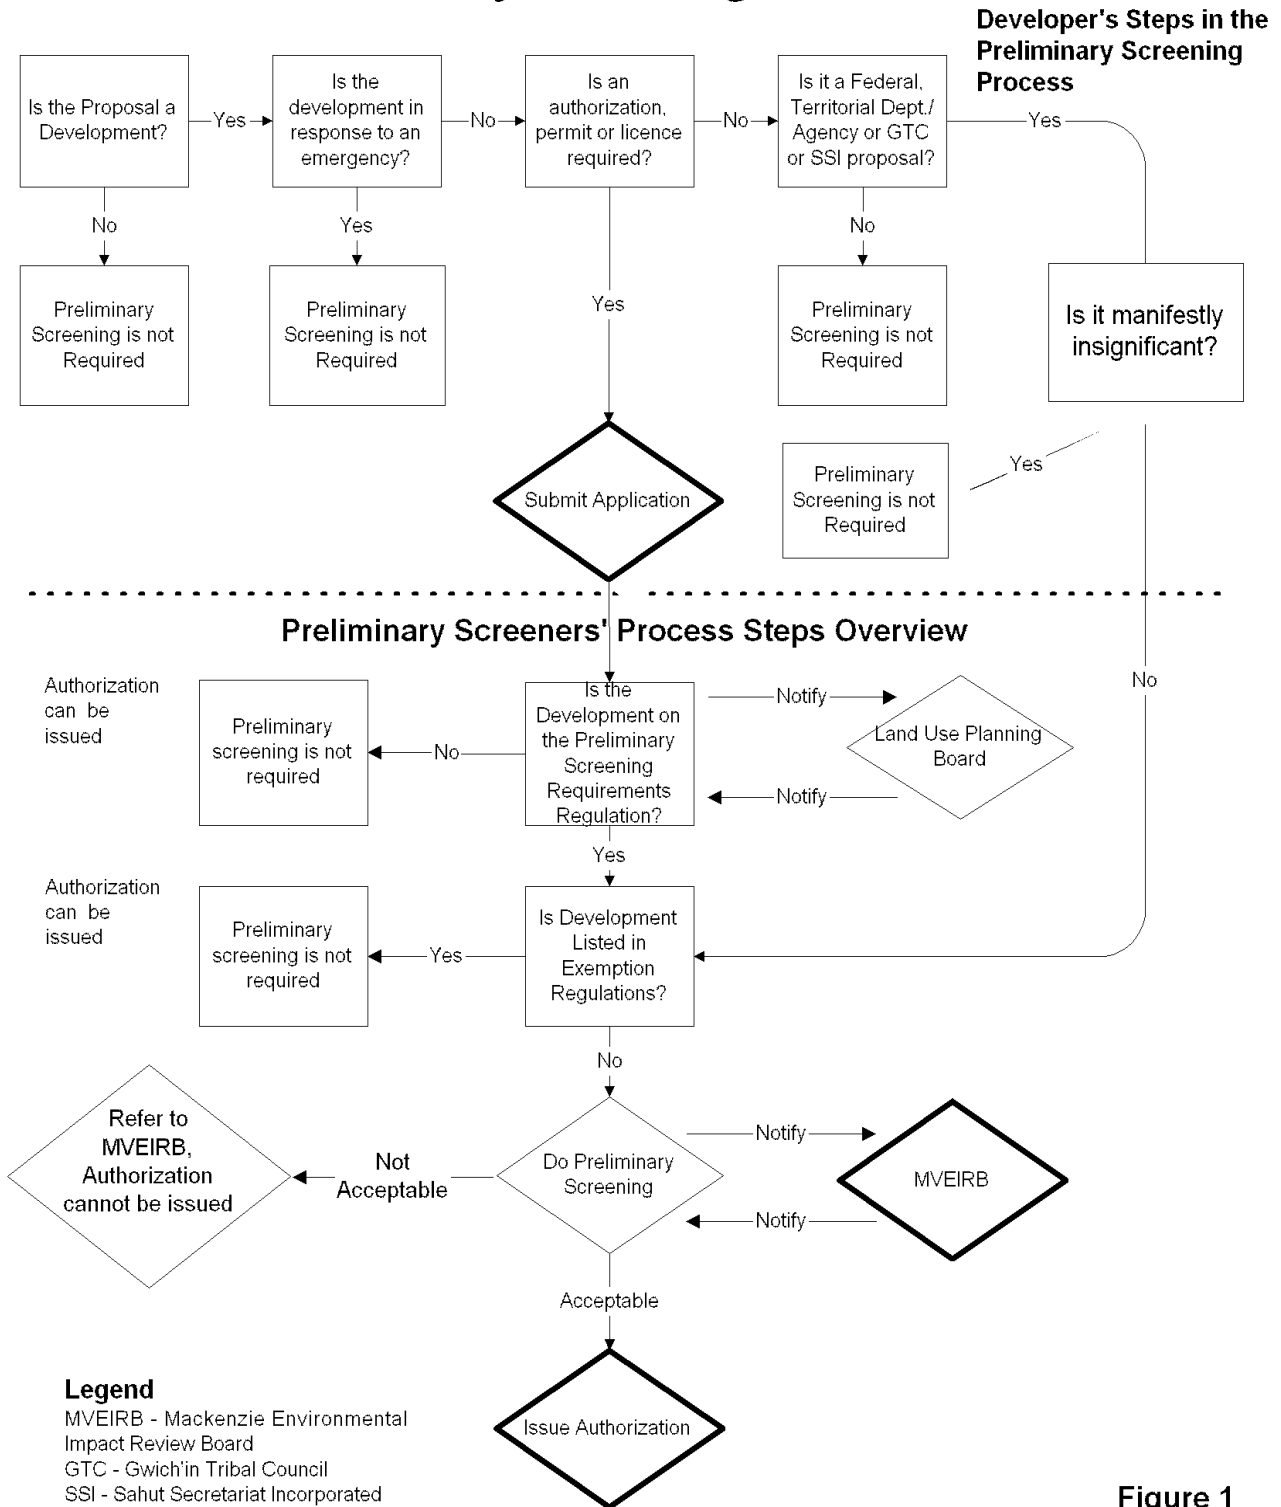 Developer's Steps in the
Preliminary Screening
Process
Is the Proposal a
Development?
Yes
Is the
development in
response to an
emergency?
No
Is an
authorization,
permit or licence
required?
No
Is it a Federal,
Territorial Dept./
Agency or GTC
or SSI proposal?
Yes
No
Yes
No
Preliminary
Screening is not
Required
Preliminary
Screening is not
Required
Yes
Preliminary
Screening is not
Required
Is it manifestly
insignificant?
Submit Application
Preliminary
Screening is not
Required
Yes
Preliminary Screeners' Process Steps Overview
No
Authorization
can be
issued
Preliminary
screening is not
required
No
Is the
Development on
the Preliminary
Screening
Requirements
Regulation?
Notify
Land Use Planning
Board
Notify
Yes
Authorization
can be
issued
Preliminary
screening is not
required
Yes
Is Development
Listed in
Exemption
Regulations?
No
Refer to
MVEIRB,
Authorization
cannot be issued
Not
Acceptable
Do Preliminary
Screening
Notify
MVEIRB
Notify
Acceptable
Issue Authorization
Legend
MVEIRB - Mackenzie Environmental
Impact Review Board
GTC - Gwich'in Tribal Council
SSI - Sahut Secretariat Incorporated
Figure 1